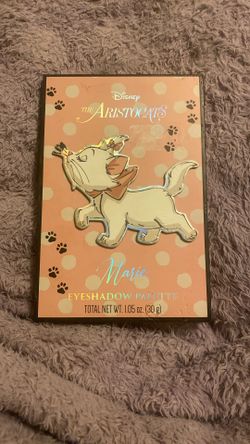 Disney
THE ARISTOCATS
Marie
EYESHADOW PALETTE
TOTAL NET WT. 1.05 oz. (30 g)